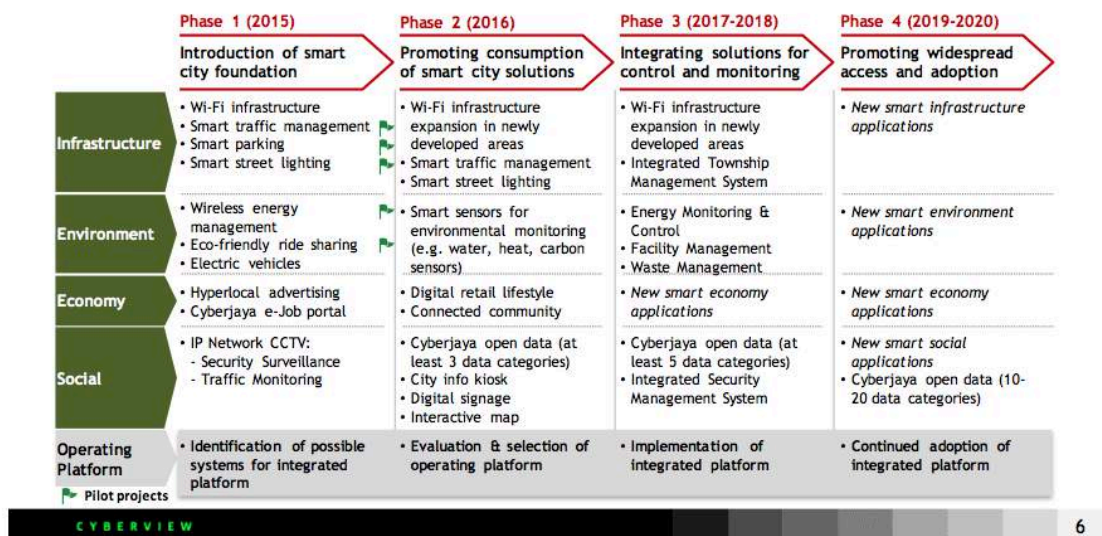 Phase 1 (2015)
Introduction of smart
city foundation
Phase 2 (2016)
Promoting consumption
of smart city solutions
Phase 3 (2017-2018)
Integrating solutions for
control and monitoring
Phase 4 (2019-2020)
Promoting widespread
access and adoption
Infrastructure
• Wi-Fi infrastructure
• Smart traffic management
• Smart parking
• Smart street lighting
• Wi-Fi infrastructure
expansion in newly
developed areas
• Smart traffic management
• Smart street lighting
• Wi-Fi infrastructure
expansion in newly
developed areas
• Integrated Township
Management System
• New smart infrastructure
applications
Environment
• Wireless energy
management
• Eco-friendly ride sharing
• Electric vehicles
• Smart sensors for
environmental monitoring
(e.g. water, heat, carbon
sensors)
• Energy Monitoring &
Control
• Facility Management
• Waste Management
• New smart environment
applications
Economy
• Hyperlocal advertising
• Cyberjaya e-Job portal
• Digital retail lifestyle
• Connected community
• New smart economy
applications
• New smart economy
applications
Social
• IP Network CCTV:
- Security Surveillance
- Traffic Monitoring
• Cyberjaya open data (at
least 3 data categories)
• City info kiosk
• Digital signage
• Interactive map
• Cyberjaya open data (at
least 5 data categories)
• Integrated Security
Management System
• New smart social
applications
• Cyberjaya open data (10-
20 data categories)
Operating
Platform
• Identification of possible
systems for integrated
platform
• Evaluation & selection of
operating platform
• Implementation of
integrated platform
• Continued adoption of
integrated platform
Pilot projects
CYBERVIEW
6